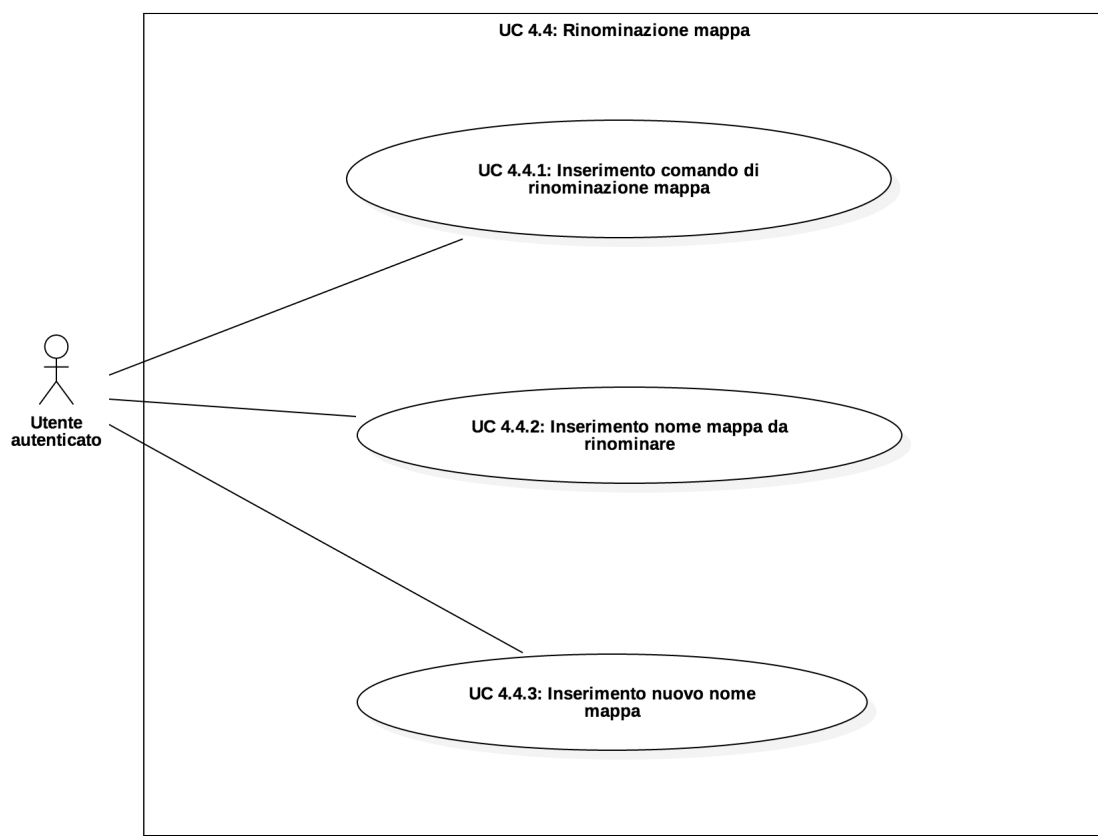 UC 4.4: Rinominazione mappa
UC 4.4.1: Inserimento comando di
rinominazione mappa
Utente
autenticato
UC 4.4.2: Inserimento nome mappa da
rinominare
UC 4.4.3: Inserimento nuovo nome
mappa